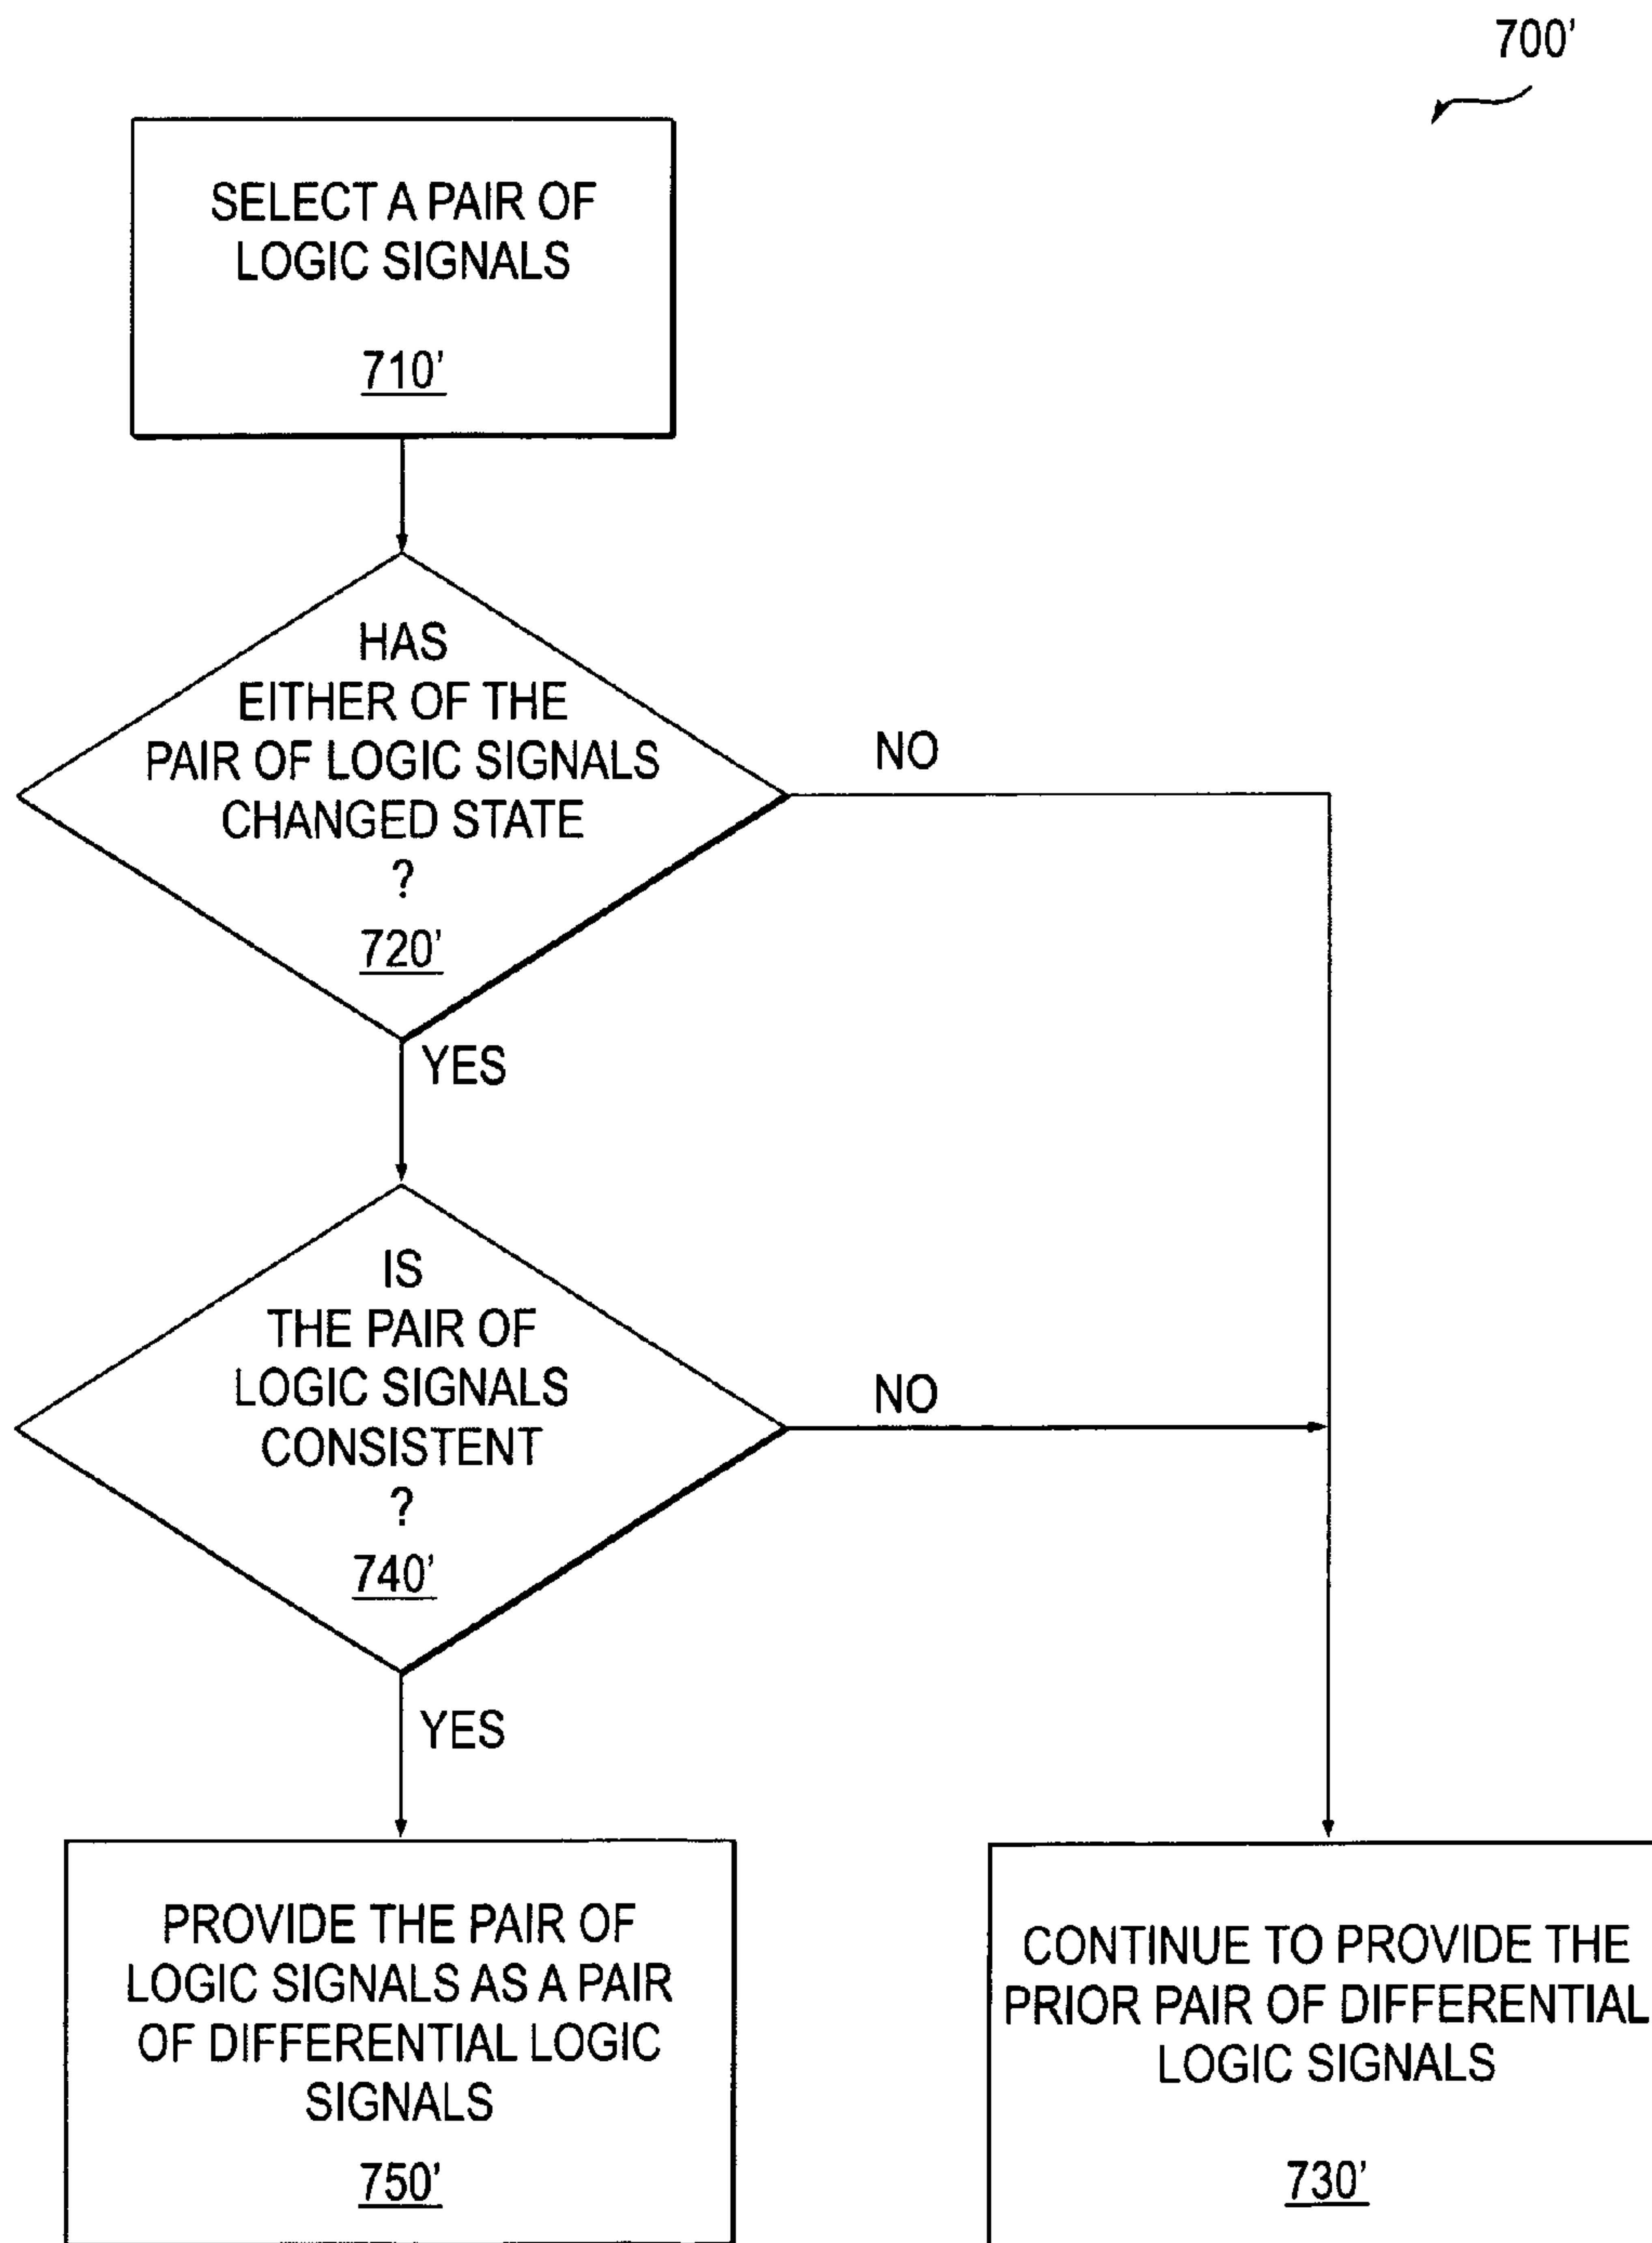 700'
SELECT A PAIR OF
LOGIC SIGNALS
710'
HAS
EITHER OF THE
PAIR OF LOGIC SIGNALS
CHANGED STATE
?
720'
NO
YES
IS
THE PAIR OF
LOGIC SIGNALS
CONSISTENT
?
740'
NO
YES
PROVIDE THE PAIR OF
LOGIC SIGNALS AS A PAIR
OF DIFFERENTIAL LOGIC
SIGNALS
750'
CONTINUE TO PROVIDE THE
PRIOR PAIR OF DIFFERENTIAL
LOGIC SIGNALS
730'